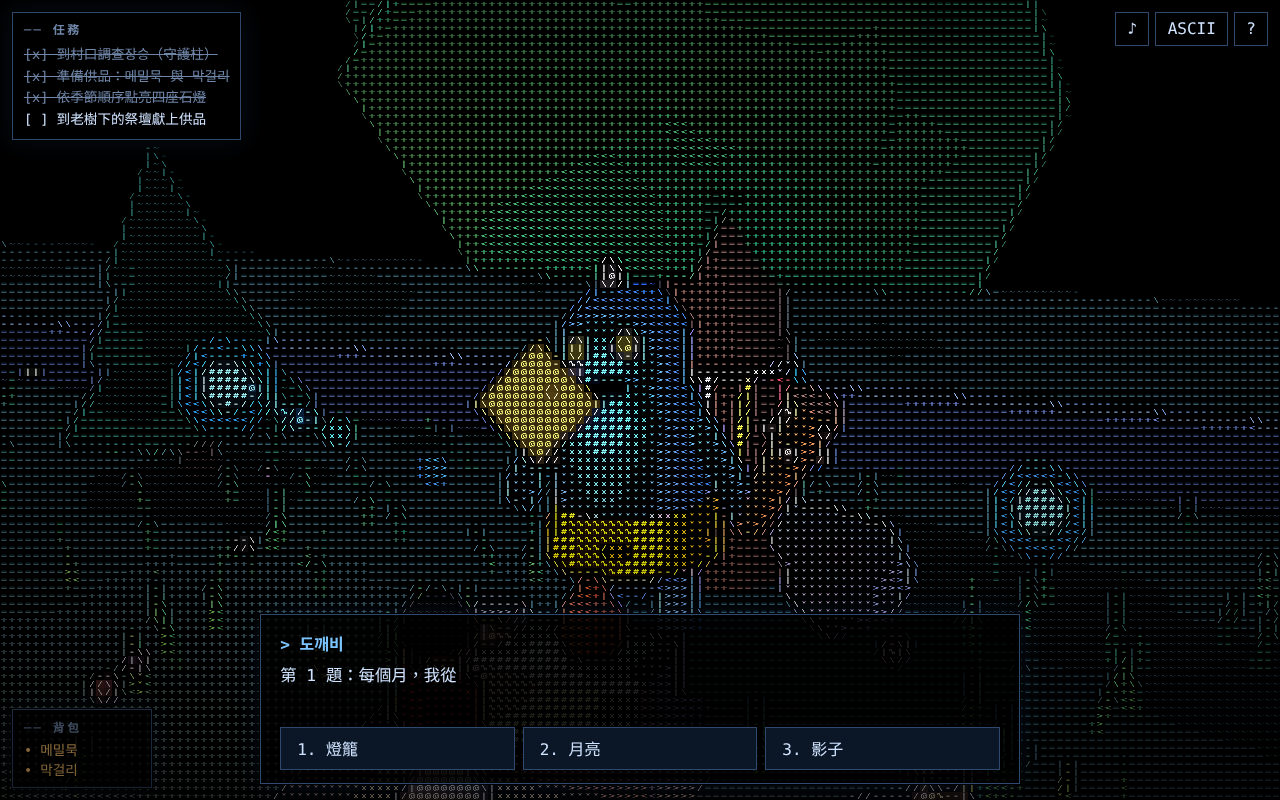 —— 任務
[x] 到村口調查장승（守護柱）
[x] 準備供品：메밀묵 與 막걸리
[x] 依季節順序點亮四座石燈
[ ] 到老樹下的祭壇獻上供品
♪ ASCII ?
> 도깨비
第 1 題：每個月，我從
1. 燈籠
2. 月亮
3. 影子
—— 背包
• 메밀묵
• 막걸리